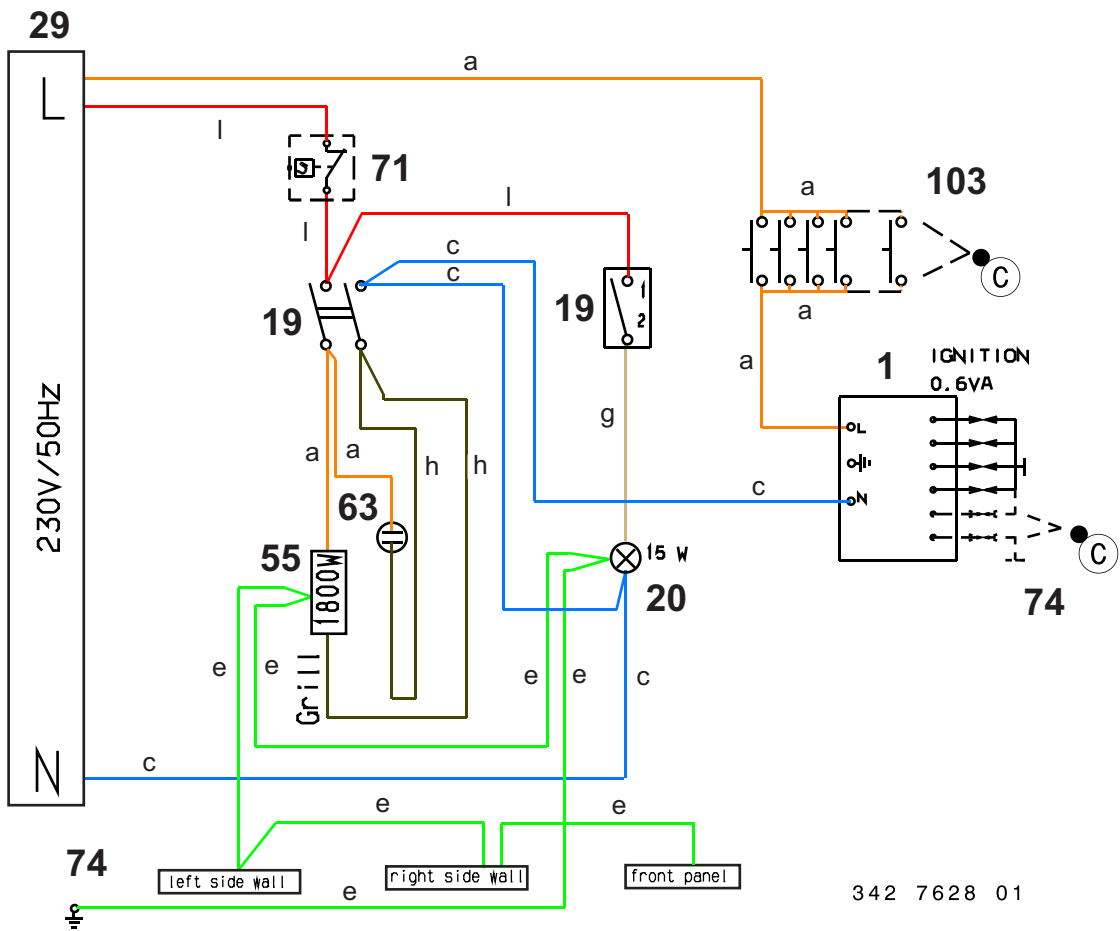 29
L
a
l
71
l
l
a
103
c
c
C
19
19
1
2
a
a
1
IGNITION
0.6VA
L
g
a
a
h
h
c
N
230V/50Hz
63
55
1800W
15 W
20
C
74
Grill
e
e
e
e
c
N
c
e
e
74
left side wall
right side wall
front panel
e
342 7628 01